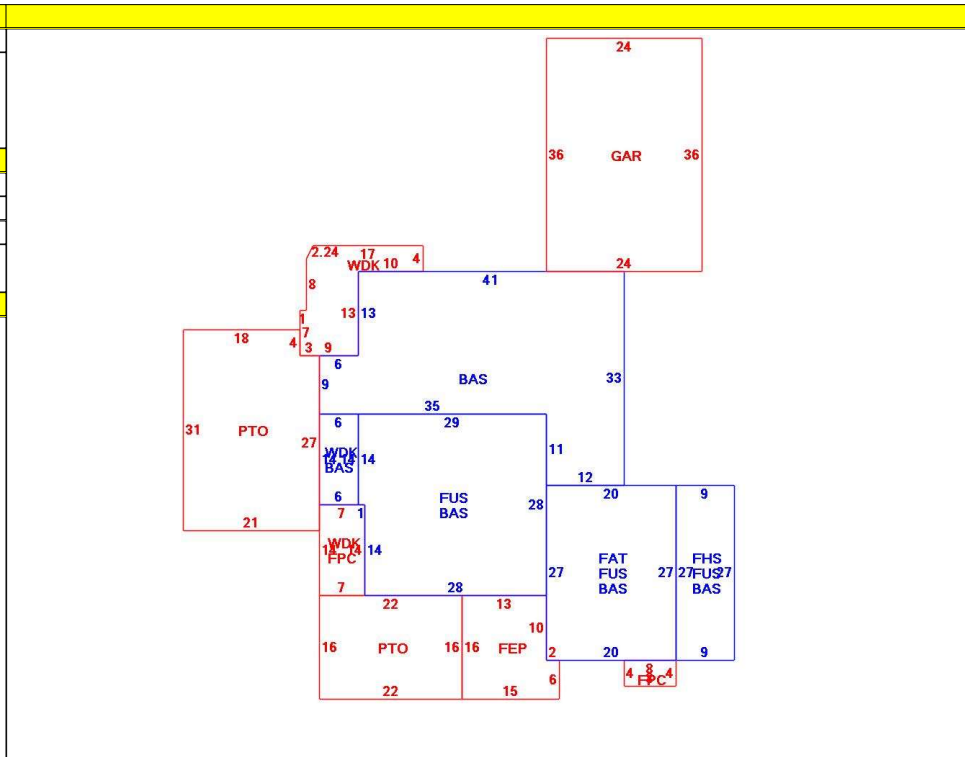 24
36 GAR 36
24
2.24 17
WDK 10 4
8
41
1 13 13
7
18 4
3 9
6
9 BAS 33
35
6 29
31 PTO 27 11
WDK
14 14 14
BAS
12
6 20 9
FUS
BAS 28
7 1
21
WDK
14 14 14
FPC
FAT FHS
FUS 27 27 FUS 27
BAS BAS
27
7 28
22 13
10
16 PTO 16 16 FEP
2 20 9
6 4 8 4
FPC
22 15